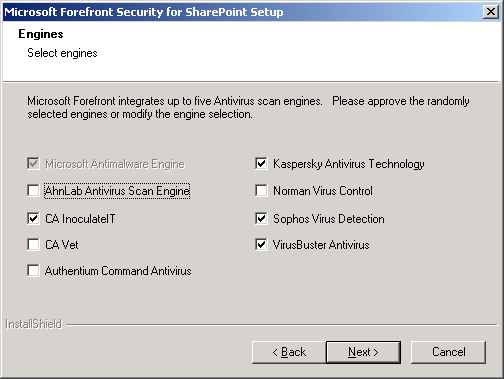 Microsoft Forefront Security for SharePoint Setup
Engines
Select engines
Microsoft Forefront integrates up to five Antivirus scan engines.   Please approve the randomly
selected engines or modify the engine selection.
Microsoft Antimalware Engine
Kaspersky Antivirus Technology
AhnLab Antivirus Scan Engine
Norman Virus Control
CA InoculateIT
Sophos Virus Detection
CA Vet
VirusBuster Antivirus
Authentium Command Antivirus
InstallShield
< Back
Next >
Cancel